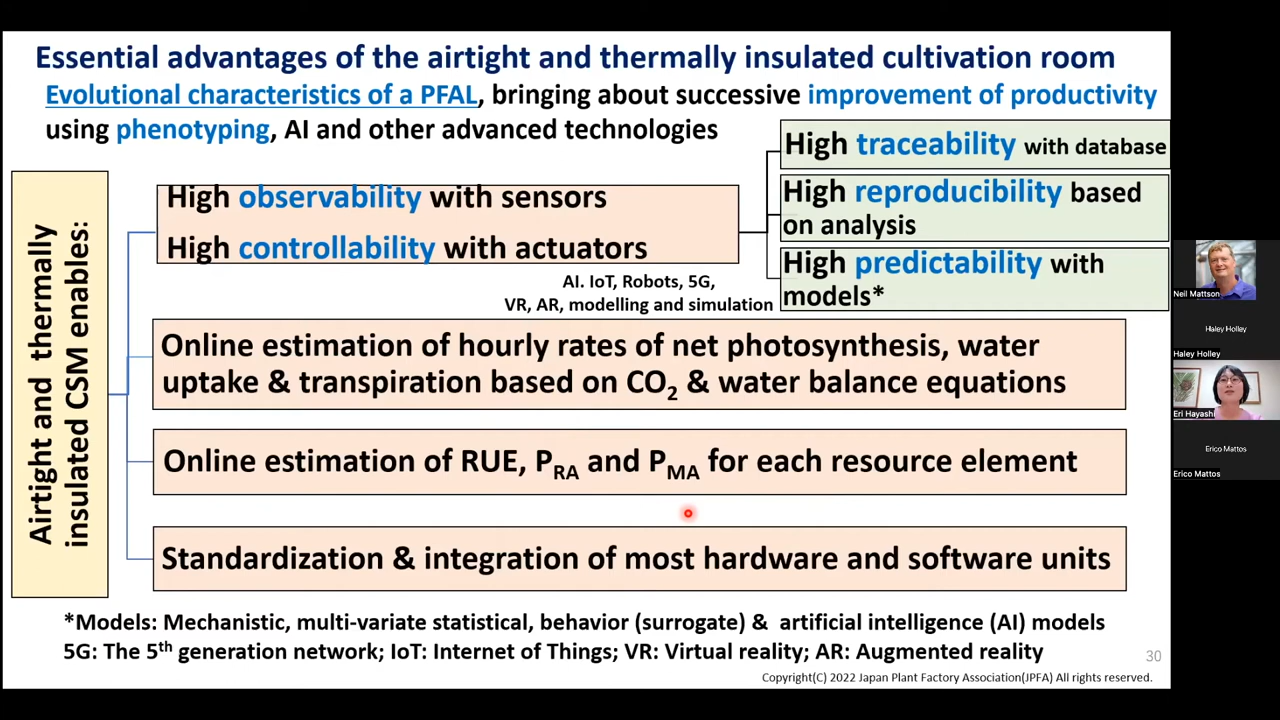 Essential advantages of the airtight and thermally insulated cultivation room
Evolutional characteristics of a PFAL, bringing about successive improvement of productivity
using phenotyping, AI and other advanced technologies
Airtight and thermally
insulated CSM enables:
High observability with sensors
High controllability with actuators
High traceability with database
High reproducibility based
on analysis
High predictability with
models*
AI. IoT, Robots, 5G,
VR, AR, modelling and simulation
Online estimation of hourly rates of net photosynthesis, water
uptake & transpiration based on CO2 & water balance equations
Online estimation of RUE, PRA and PMA for each resource element
Standardization & integration of most hardware and software units
*Models: Mechanistic, multi-variate statistical, behavior (surrogate) & artificial intelligence (AI) models
5G: The 5th generation network; IoT: Internet of Things; VR: Virtual reality; AR: Augmented reality
30
Copyright(C) 2022 Japan Plant Factory Association(JPFA) All rights reserved.
Neil Mattson
Haley Holley
Haley Holley
Eri Hayashi
Erico Mattos
Erico Mattos